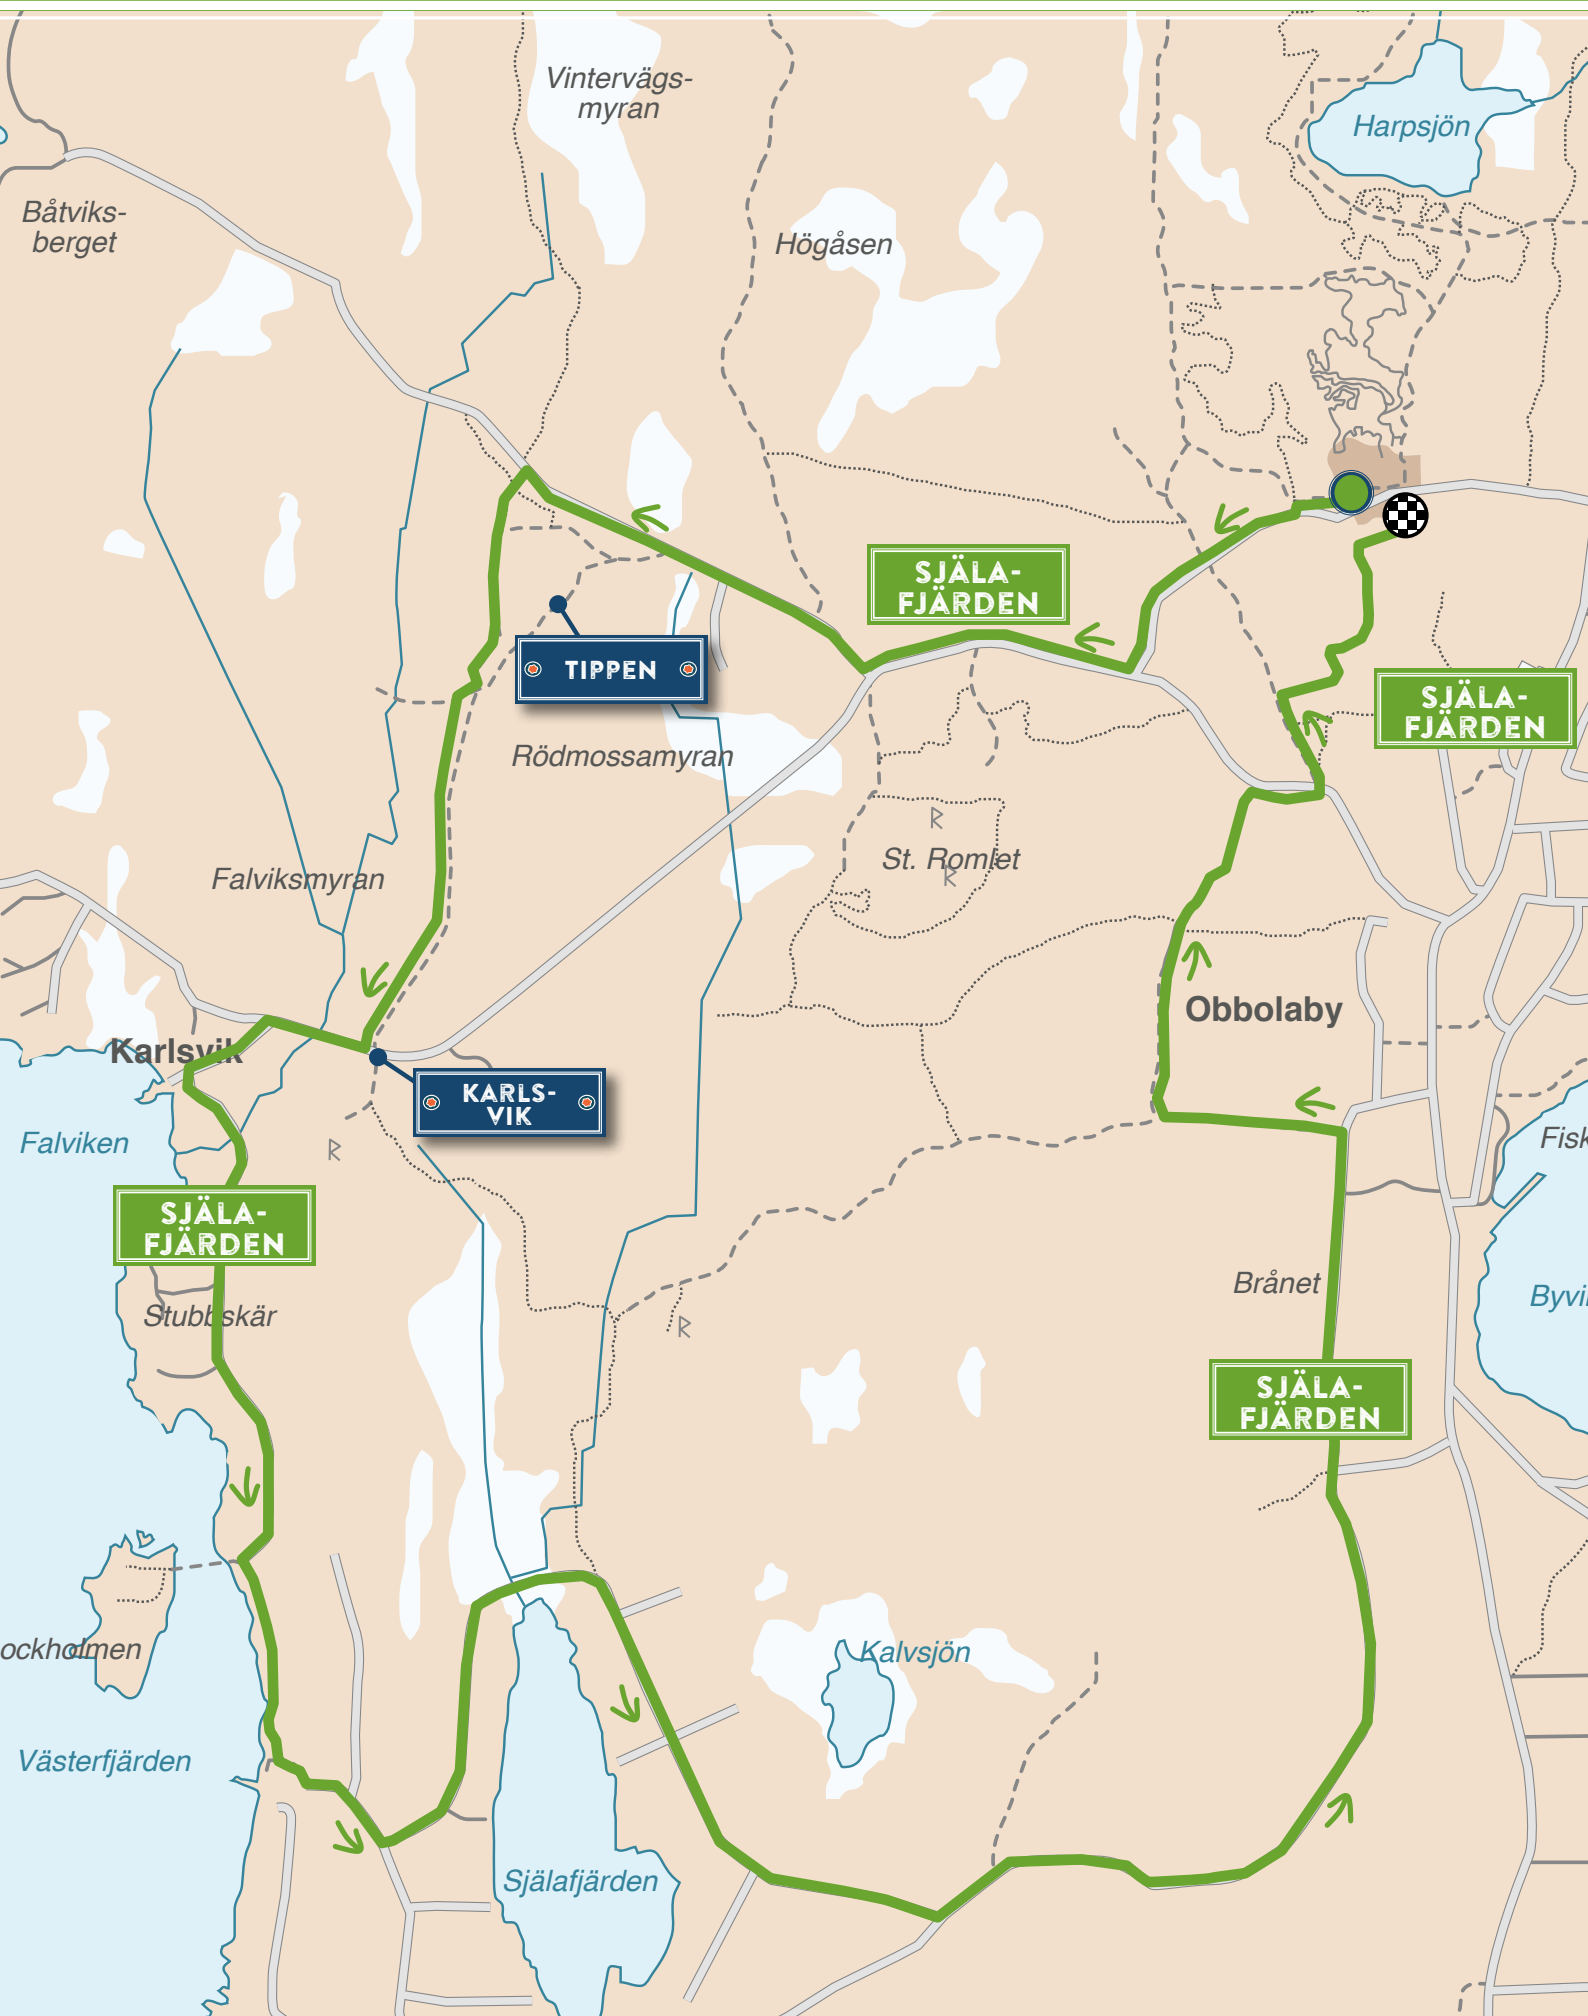 Vintervägs-
myran
Harpsjön
Båtviks-
berget
Högåsen
SJÄLA-
FJÄRDEN
TIPPEN
SJÄLA-
FJÄRDEN
Rödmossamyran
St. Romlet
Falviksmyran
Obbolaby
Karlsvik
KARLS-
VIK
Falviken
Fisk
SJÄLA-
FJÄRDEN
Stubbskär
Brånet
Byvi
SJÄLA-
FJÄRDEN
ockholmen
Kalvsjön
Västerfjärden
Själafjärden